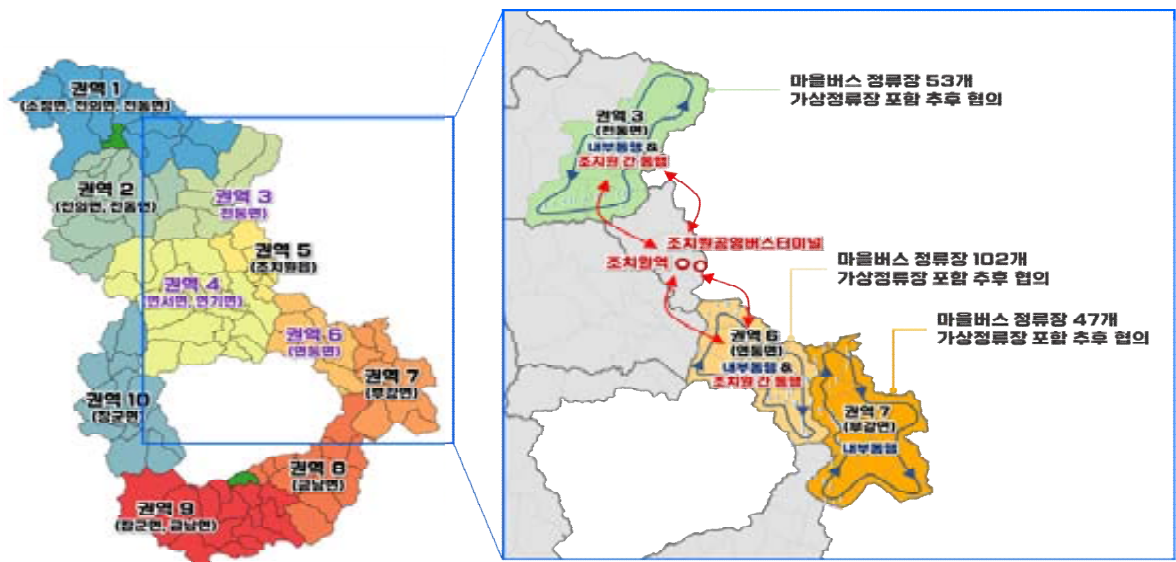 권역 1
(소정면, 전의면, 전동면)
권역 2
(전의면, 전동면)
권역 3
전동면)
권역 5
(조치원읍)
권역 4
(연서면, 연기면)
권역 6
(연동면)
권역 7
(부강면)
권역 10
(장군면)
권역 8
(금남면)
권역 9
(장군면, 금남면)
마을버스 정류장 53개
가상정류장 포함 추후 협의
권역 3
(전동면)
내부통행 &
조치원 간 통행
조치원공영버스터미널
조치원역
마을버스 정류장 102개
가상정류장 포함 추후 협의
마을버스 정류장 47개
가상정류장 포함 추후 협의
권역 6
(연동면)
내부통행 &
조치원 간 통행
권역 7
(부강면)
내부통행